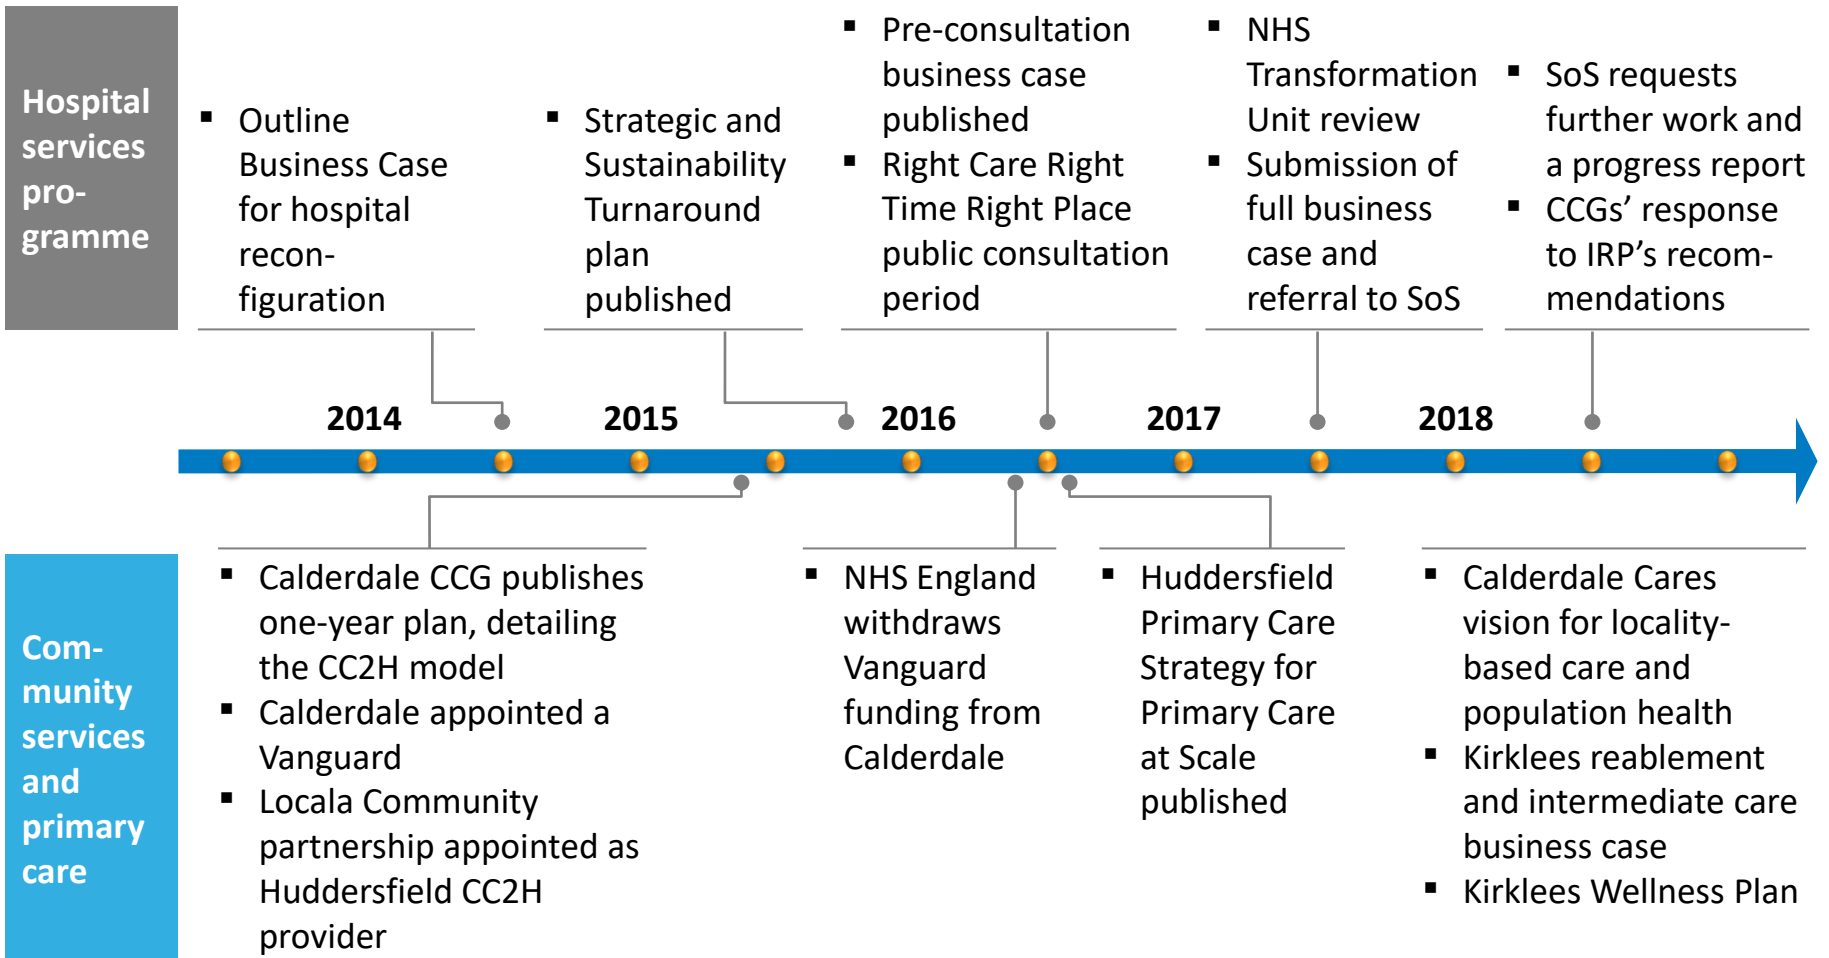 Hospital
services
pro-
gramme
▪ Outline
Business Case
for hospital
recon-
figuration
▪ Strategic and
Sustainability
Turnaround
plan
published
▪ Pre-consultation
business case
published
▪ Right Care Right
Time Right Place
public consultation
period
▪ NHS
Transformation
Unit review
▪ Submission of
full business
case and
referral to SoS
▪ SoS requests
further work and
a progress report
▪ CCGs’ response
to IRP’s recom-
mendations
2014
2015
2016
2017
2018
Com-
munity
services
and
primary
care
▪ Calderdale CCG publishes
one-year plan, detailing
the CC2H model
▪ Calderdale appointed a
Vanguard
▪ Locala Community
partnership appointed as
Huddersfield CC2H
provider
▪ NHS England
withdraws
Vanguard
funding from
Calderdale
▪ Huddersfield
Primary Care
Strategy for
Primary Care
at Scale
published
▪ Calderdale Cares
vision for locality-
based care and
population health
▪ Kirklees reablement
and intermediate care
business case
▪ Kirklees Wellness Plan